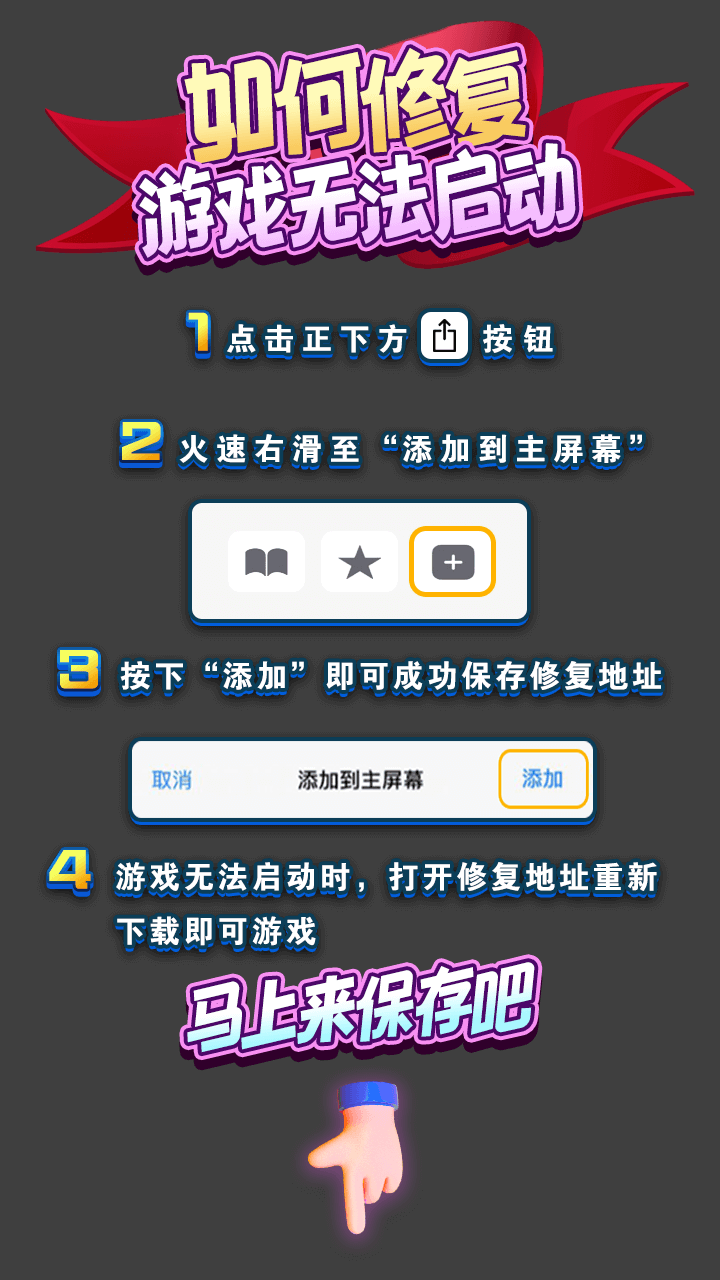 如何修复
游戏无法启动
1 点击正下方 按钮
2 火速右滑至“添加到主屏幕”
3 按下“添加”即可成功保存修复地址
取消 添加到主屏幕 添加
4 游戏无法启动时，打开修复地址重新
下载即可游戏
马上来保存吧